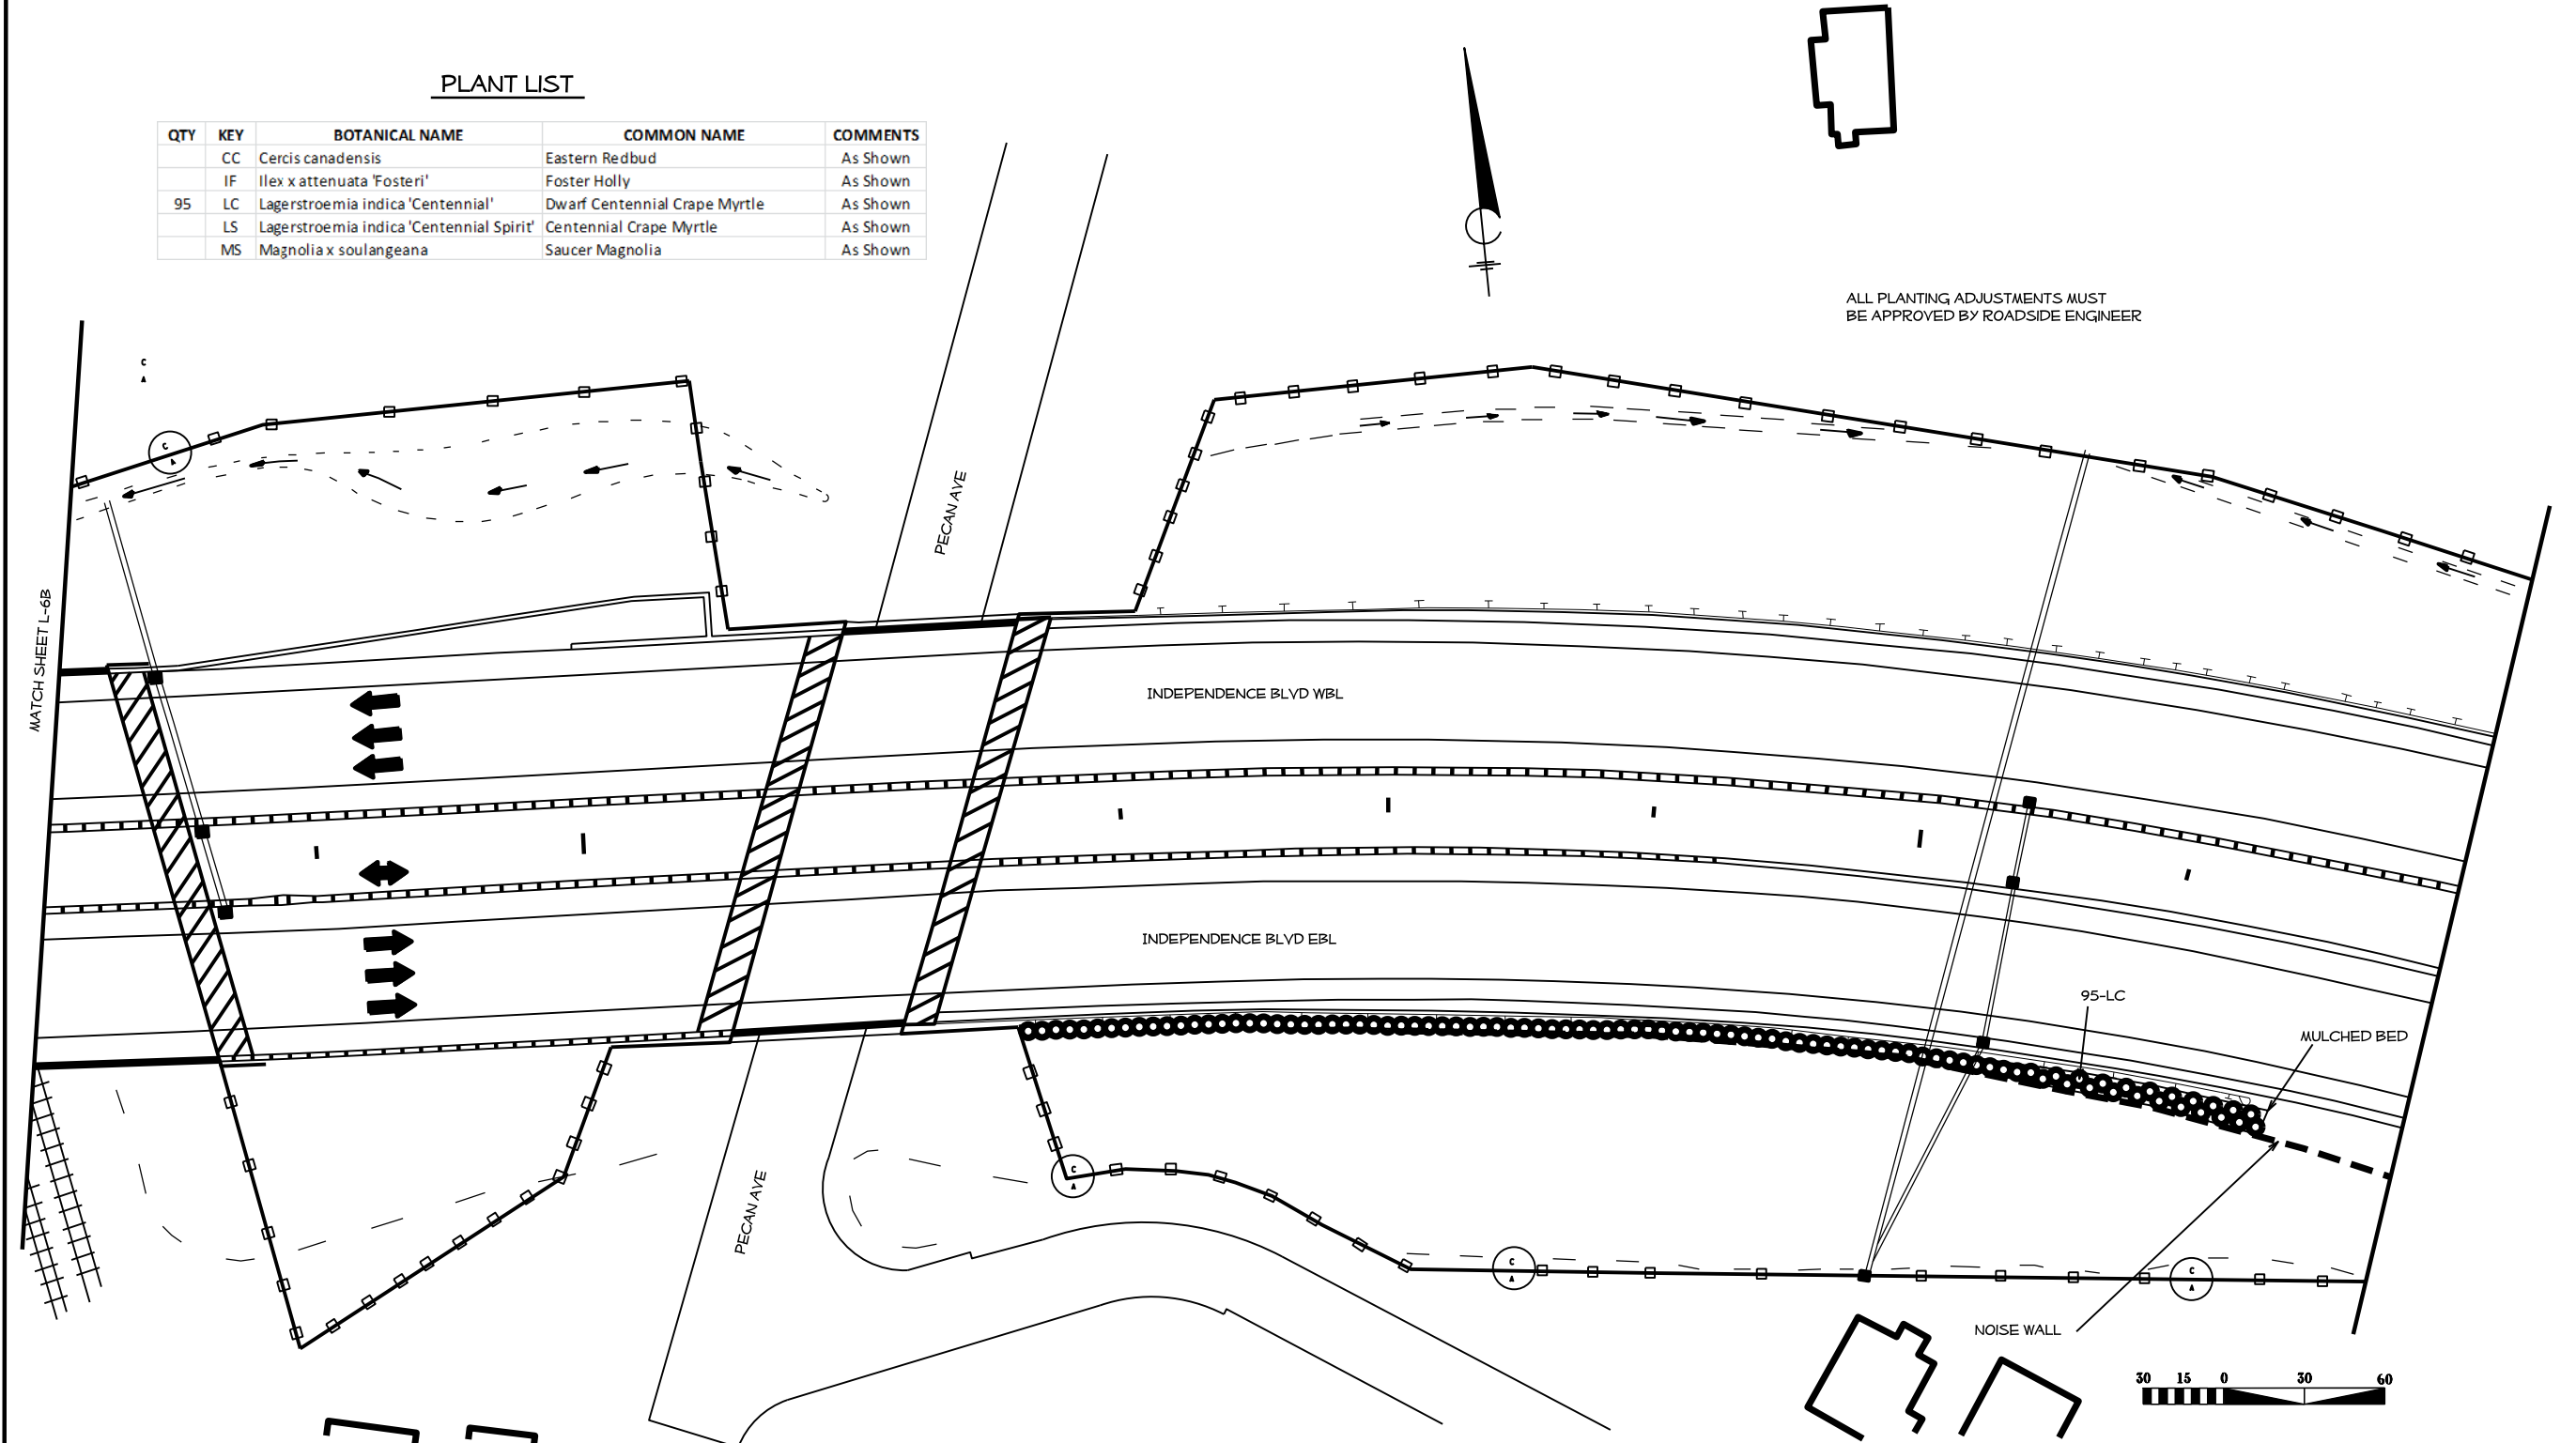 PLANT LIST
QTY KEY BOTANICAL NAME COMMON NAME COMMENTS
CC Cercis canadensis Eastern Redbud As Shown
IF Ilex x attenuata 'Fosteri' Foster Holly As Shown
95 LC Lagerstroemia indica 'Centennial' Dwarf Centennial Crape Myrtle As Shown
LS Lagerstroemia indica 'Centennial Spirit' Centennial Crape Myrtle As Shown
MS Magnolia x soulangeana Saucer Magnolia As Shown
ALL PLANTING ADJUSTMENTS MUST
BE APPROVED BY ROADSIDE ENGINEER
C
C
PECAN AVE
MATCH SHEET L-6B
INDEPENDENCE BLVD WBL
INDEPENDENCE BLVD EBL
95-LC
MULCHED BED
PECAN AVE
C
C
C
NOISE WALL
30 15 0 30 60